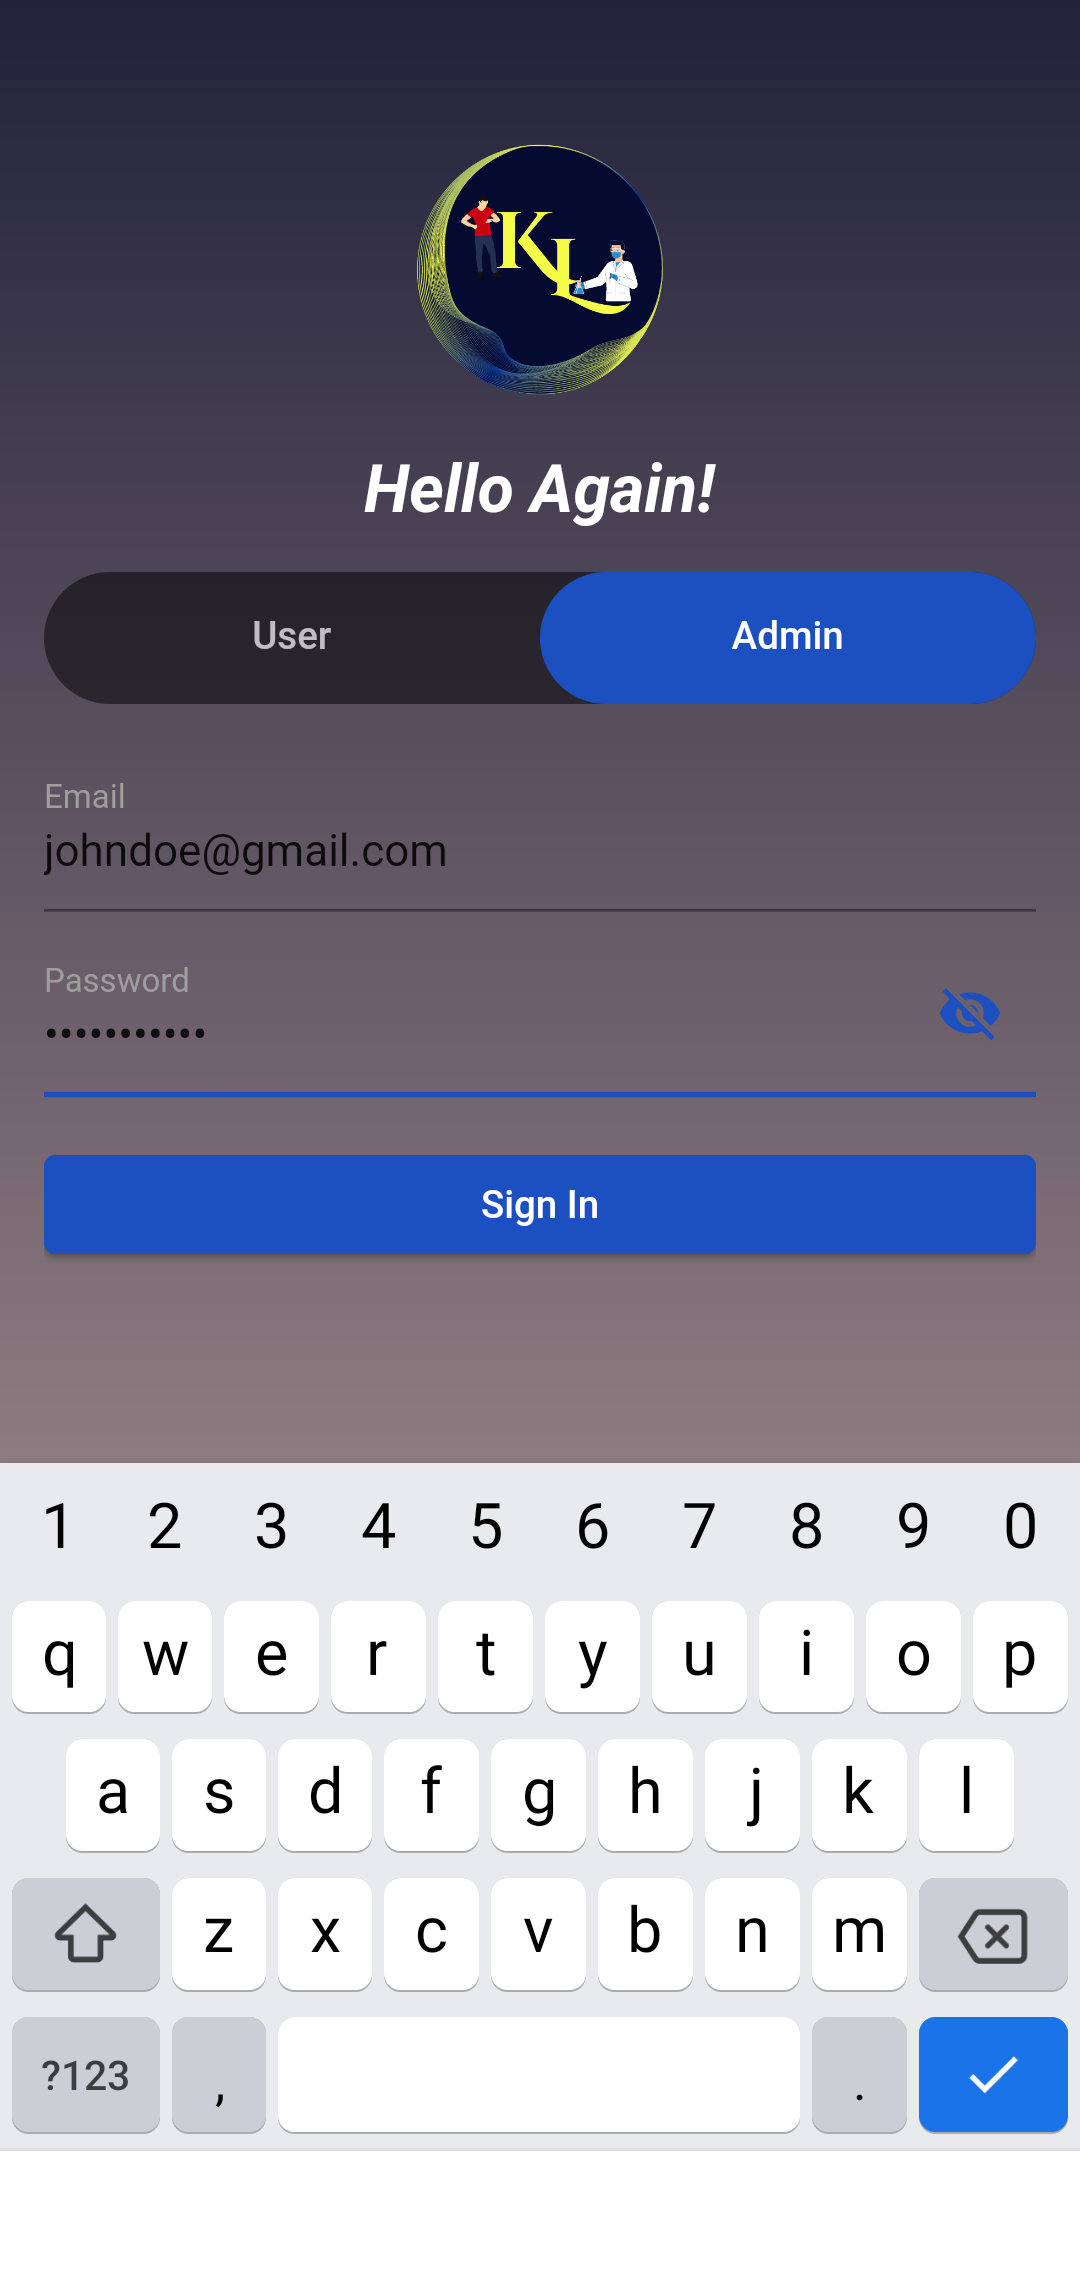 KL
Hello Again!
User Admin
Email
johndoe@gmail.com
Password
•••••••••••
Sign In
1 2 3 4 5 6 7 8 9 0
q w e r t y u i o p
a s d f g h j k l
z x c v b n m
?123 , .